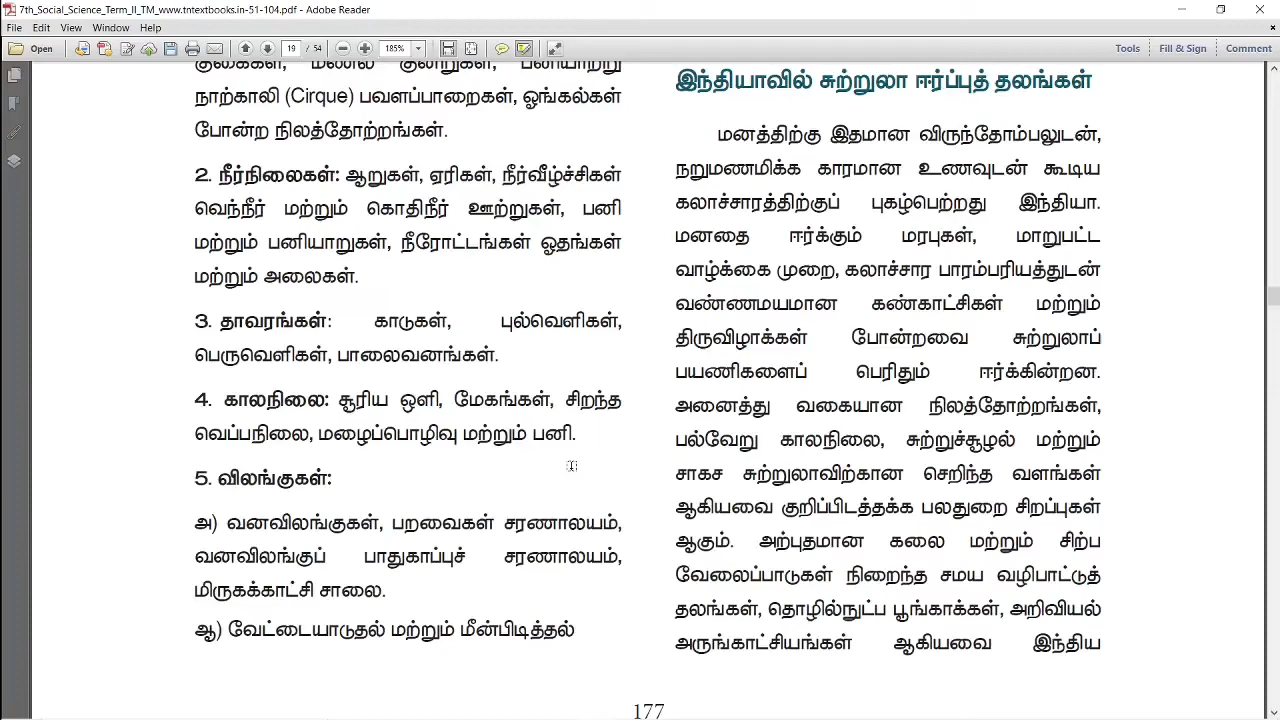 7th_Social_Science_Term_II_TM_www.tntextbooks.in-51-104.pdf - Adobe Reader
File Edit View Window Help
Open 19 / 54 185% Tools Fill & Sign Comment
குகைகள், மணல் குன்றுகள், பனியாற்று
நாற்காலி (Cirque) பவளப்பாறைகள், ஓங்கல்கள்
போன்ற நிலத்தோற்றங்கள்.
2. நீர்நிலைகள்: ஆறுகள், ஏரிகள், நீர்வீழ்ச்சிகள்
வெந்நீர் மற்றும் கொதிநீர் ஊற்றுகள், பனி
மற்றும் பனியாறுகள், நீரோட்டங்கள் ஓதங்கள்
மற்றும் அலைகள்.
3. தாவரங்கள்: காடுகள், புல்வெளிகள்,
பெருவெளிகள், பாலைவனங்கள்.
4. காலநிலை: சூரிய ஒளி, மேகங்கள், சிறந்த
வெப்பநிலை, மழைப்பொழிவு மற்றும் பனி.
5. விலங்குகள்:
அ) வனவிலங்குகள், பறவைகள் சரணாலயம்,
வனவிலங்குப் பாதுகாப்புச் சரணாலயம்,
மிருகக்காட்சி சாலை.
ஆ) வேட்டையாடுதல் மற்றும் மீன்பிடித்தல்
இந்தியாவில் சுற்றுலா ஈர்ப்புத் தலங்கள்
மனத்திற்கு இதமான விருந்தோம்பலுடன்,
நறுமணமிக்க காரமான உணவுடன் கூடிய
கலாச்சாரத்திற்குப் புகழ்பெற்றது இந்தியா.
மனதை ஈர்க்கும் மரபுகள், மாறுபட்ட
வாழ்க்கை முறை, கலாச்சார பாரம்பரியத்துடன்
வண்ணமயமான கண்காட்சிகள் மற்றும்
திருவிழாக்கள் போன்றவை சுற்றுலாப்
பயணிகளைப் பெரிதும் ஈர்க்கின்றன.
அனைத்து வகையான நிலத்தோற்றங்கள்,
பல்வேறு காலநிலை, சுற்றுச்சூழல் மற்றும்
சாகச சுற்றுலாவிற்கான செறிந்த வளங்கள்
ஆகியவை குறிப்பிடத்தக்க பலதுறை சிறப்புகள்
ஆகும். அற்புதமான கலை மற்றும் சிற்ப
வேலைப்பாடுகள் நிறைந்த சமய வழிபாட்டுத்
தலங்கள், தொழில்நுட்ப பூங்காக்கள், அறிவியல்
அருங்காட்சியங்கள் ஆகியவை இந்திய
177